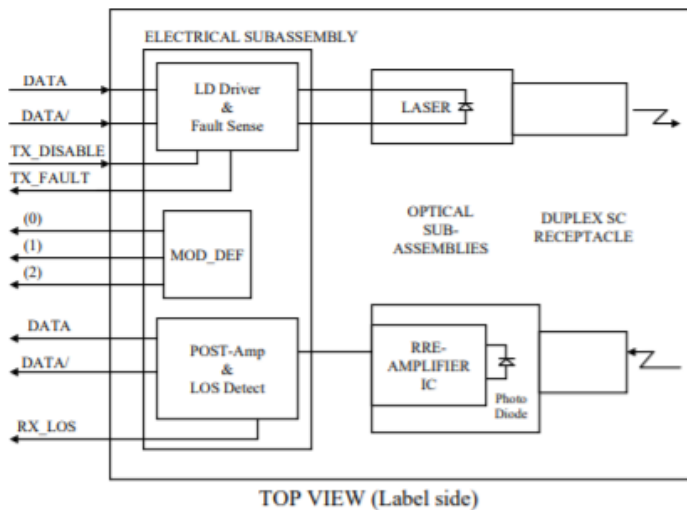 ELECTRICAL SUBASSEMBLY
DATA
DATA/
TX_DISABLE
TX_FAULT
LD Driver
&
Fault Sense
LASER
(0)
(1)
(2)
MOD_DEF
OPTICAL
SUB-
ASSEMBLIES
DUPLEX SC
RECEPTACLE
DATA
DATA/
RX_LOS
POST-Amp
&
LOS Detect
RRE-
AMPLIFIER
IC
Photo
Diode
TOP VIEW (Label side)